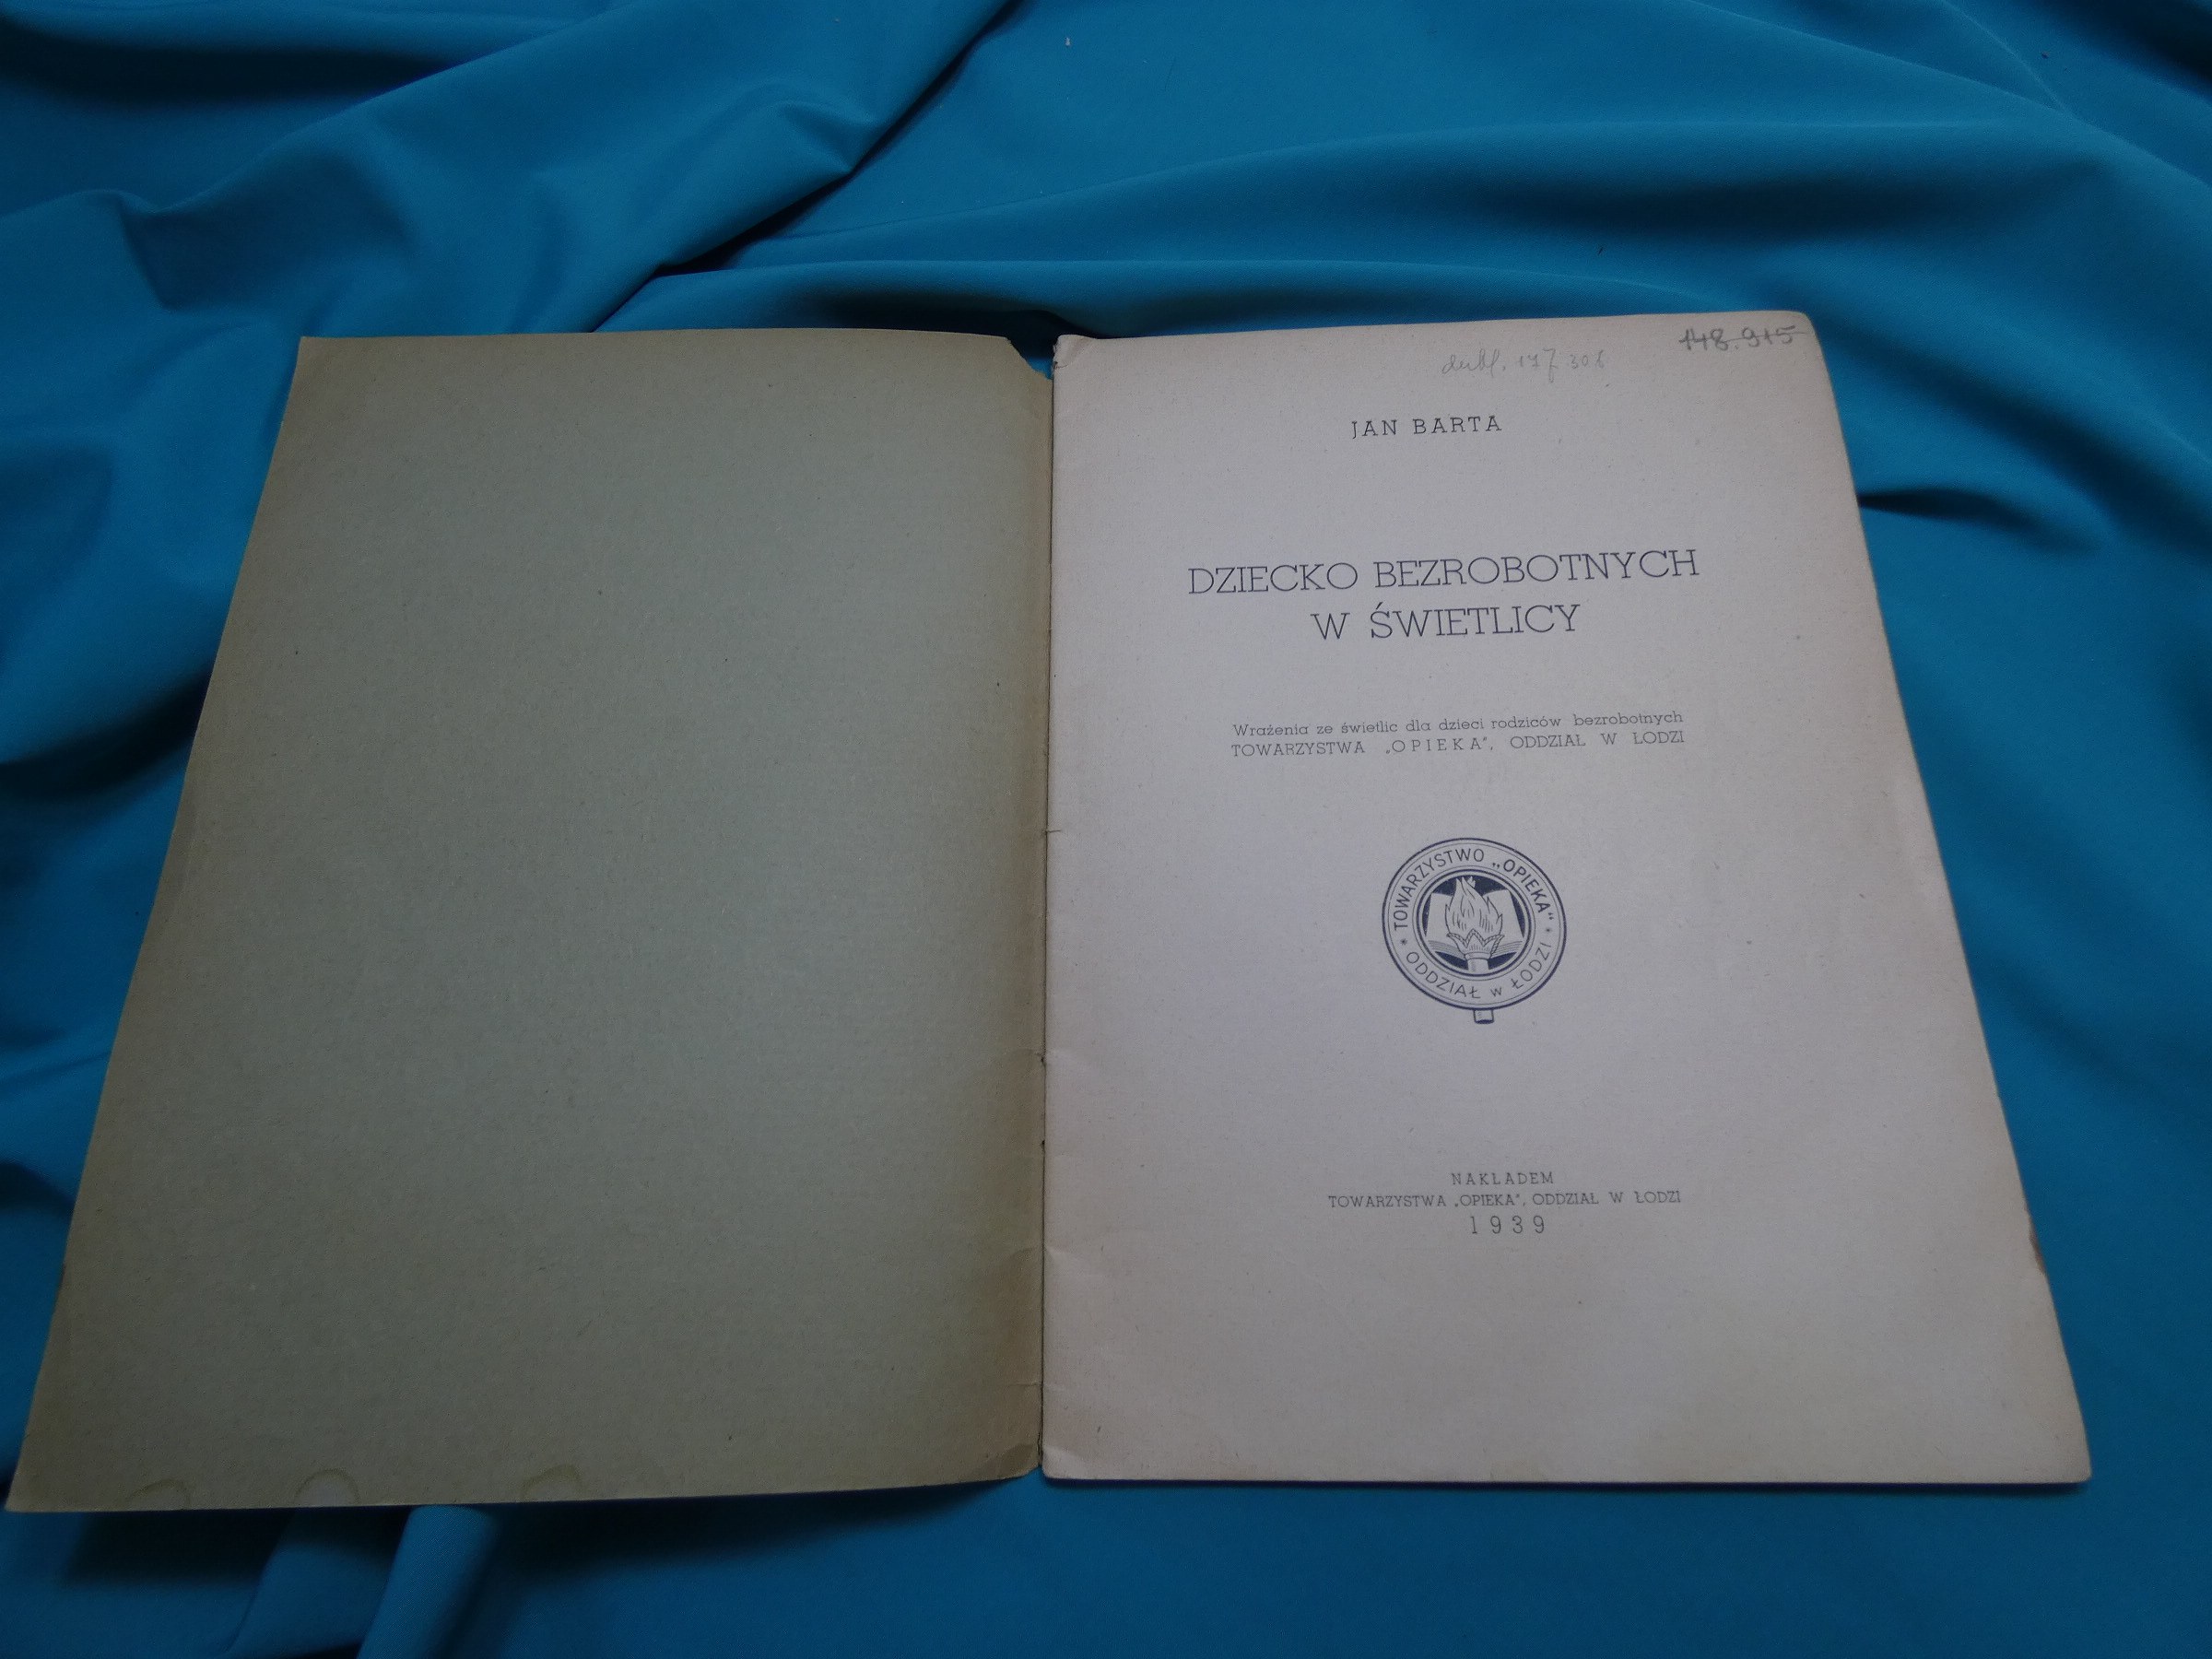 148.915
dubl. 177 308
JAN BARTA
DZIECKO BEZROBOTNYCH
W ŚWIETLICY
Wrażenia ze świetlic dla dzieci rodziców bezrobotnych
TOWARZYSTWA „OPIEKA", ODDZIAŁ W ŁODZI
TOWARZYSTWO „OPIEKA"
* ODDZIAŁ w ŁODZI *
NAKŁADEM
TOWARZYSTWA „OPIEKA", ODDZIAŁ W ŁODZI
1939